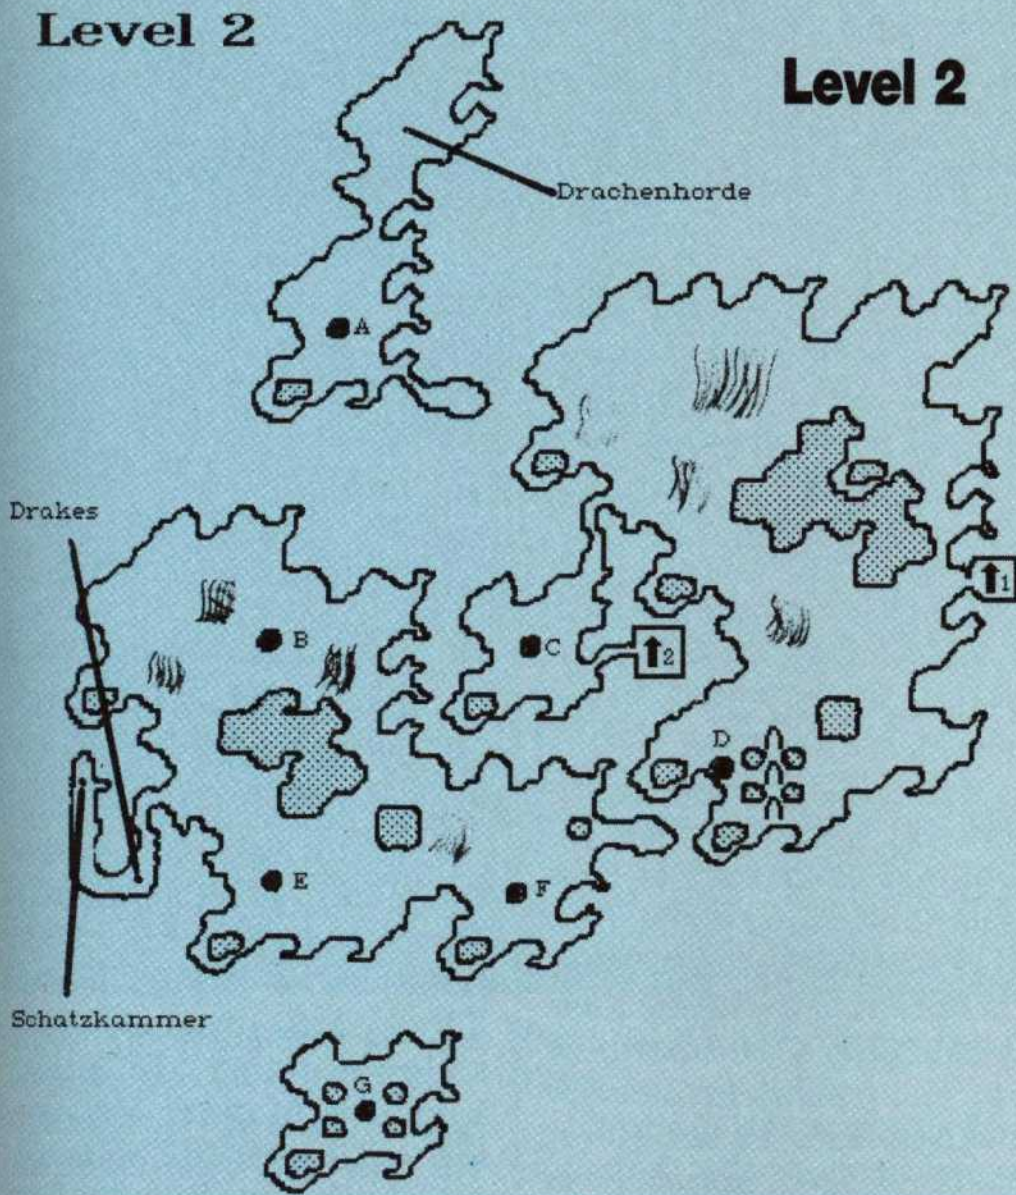 Level 2
Level 2
Drachenhorde
A
Drakes
↑1
B
C
↑2
D
E
F
Schatzkammer
G